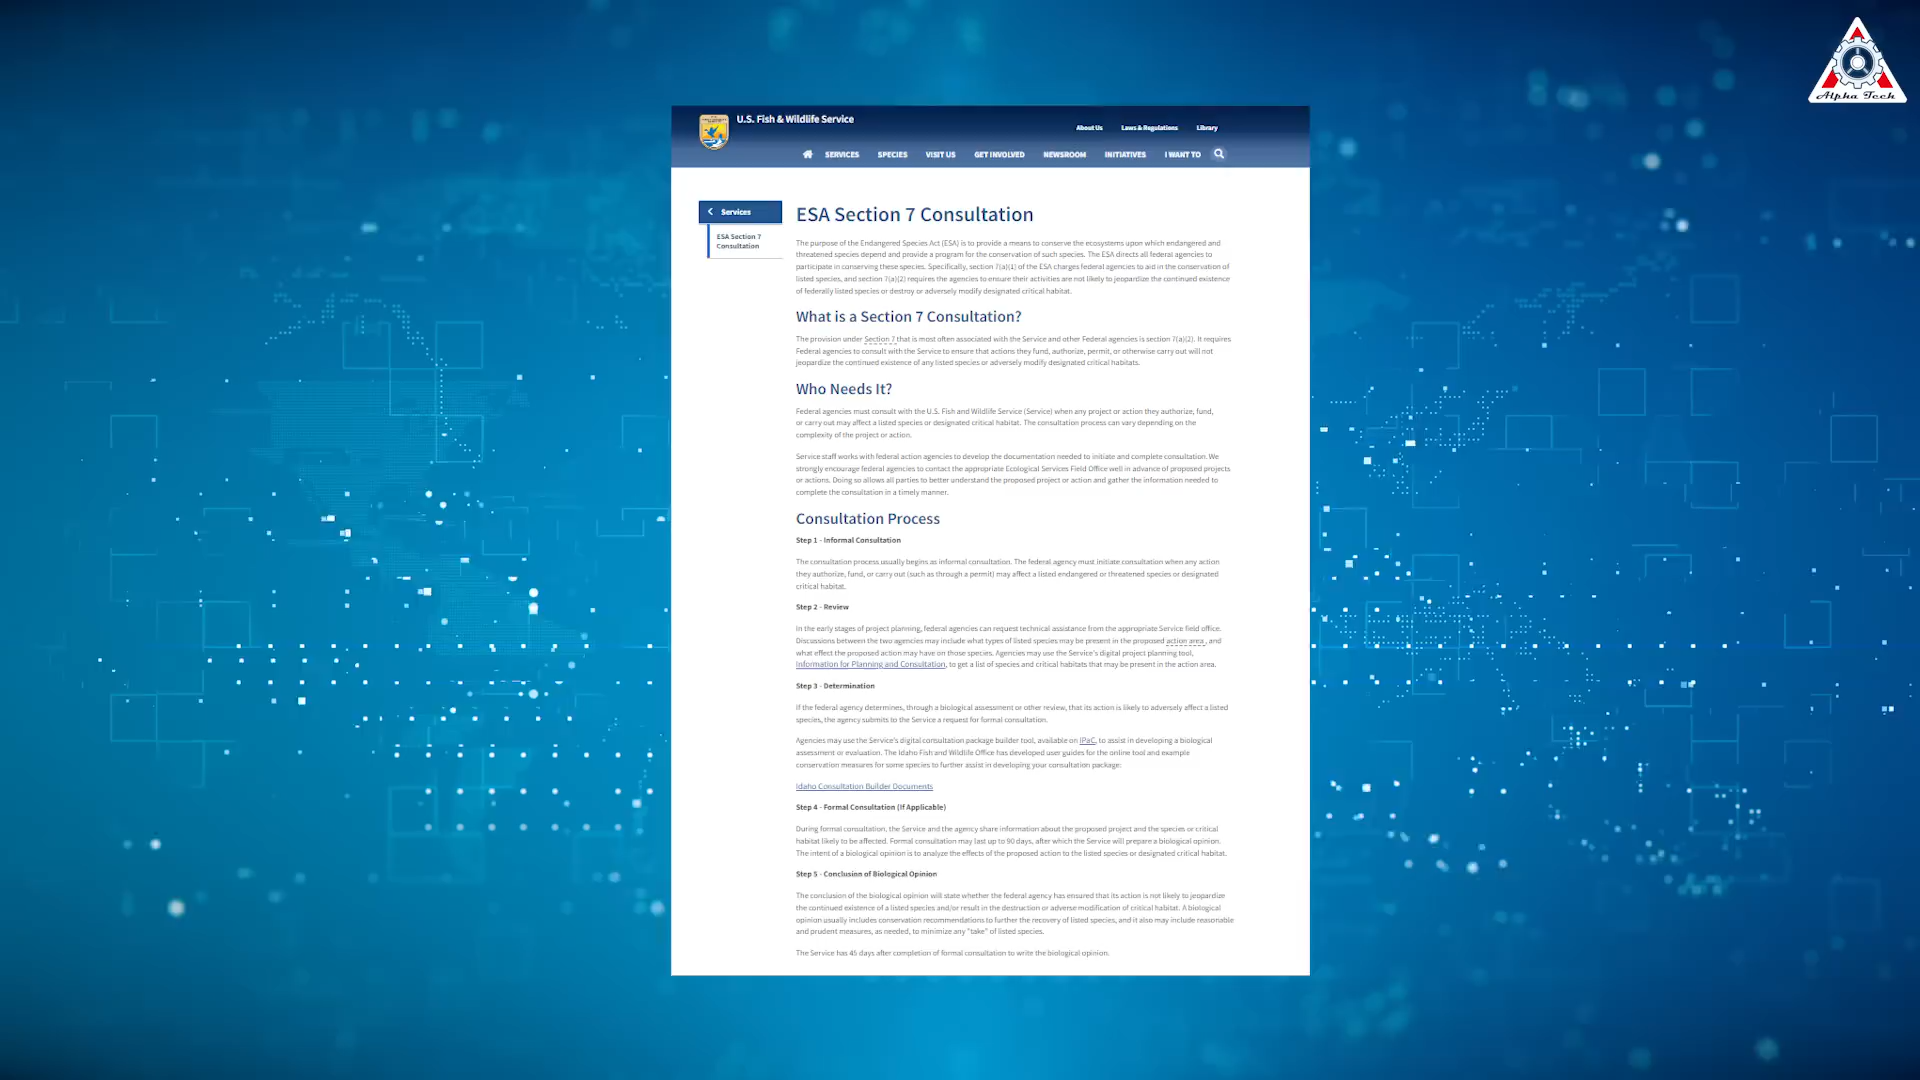 Alpha Tech
U.S. Fish & Wildlife Service
About Us Laws & Regulations Library
SERVICES SPECIES VISIT US GET INVOLVED NEWSROOM INITIATIVES I WANT TO
Services
ESA Section 7
Consultation
ESA Section 7 Consultation
The purpose of the Endangered Species Act (ESA) is to provide a means to conserve the ecosystems upon which endangered and
threatened species depend and provide a program for the conservation of such species. The ESA directs all federal agencies to
participate in conserving these species. Specifically, section 7(a)(1) of the ESA charges federal agencies to aid in the conservation of
listed species, and section 7(a)(2) requires the agencies to ensure their activities are not likely to jeopardize the continued existence
of federally listed species or destroy or adversely modify designated critical habitat.
What is a Section 7 Consultation?
The provision under Section 7 that is most often associated with the Service and other Federal agencies is section 7(a)(2). It requires
Federal agencies to consult with the Service to ensure that actions they fund, authorize, permit, or otherwise carry out will not
jeopardize the continued existence of any listed species or adversely modify designated critical habitats.
Who Needs It?
Federal agencies must consult with the U.S. Fish and Wildlife Service (Service) when any project or action they authorize, fund,
or carry out may affect a listed species or designated critical habitat. The consultation process can vary depending on the
complexity of the project or action.
Service staff works with federal action agencies to develop the documentation needed to initiate and complete consultation. We
strongly encourage federal agencies to contact the appropriate Ecological Services Field Office well in advance of proposed projects
or actions. Doing so allows all parties to better understand the proposed project or action and gather the information needed to
complete the consultation in a timely manner.
Consultation Process
Step 1 - Informal Consultation
The consultation process usually begins as informal consultation. The federal agency must initiate consultation when any action
they authorize, fund, or carry out (such as through a permit) may affect a listed endangered or threatened species or designated
critical habitat.
Step 2 - Review
In the early stages of project planning, federal agencies can request technical assistance from the appropriate Service field office.
Discussions between the two agencies may include what types of listed species may be present in the proposed action area , and
what effect the proposed action may have on those species. Agencies may use the Service's digital project planning tool,
Information for Planning and Consultation, to get a list of species and critical habitats that may be present in the action area.
Step 3 - Determination
If the federal agency determines, through a biological assessment or other review, that its action is likely to adversely affect a listed
species, the agency submits to the Service a request for formal consultation.
Agencies may use the Service's digital consultation package builder tool, available on IPaC, to assist in developing a biological
assessment or evaluation. The Idaho Fish and Wildlife Office has developed user guides for the online tool and example
conservation measures for some species to further assist in developing your consultation package:
Idaho Consultation Builder Documents
Step 4 - Formal Consultation (If Applicable)
During formal consultation, the Service and the agency share information about the proposed project and the species or critical
habitat likely to be affected. Formal consultation may last up to 90 days, after which the Service will prepare a biological opinion.
The intent of a biological opinion is to analyze the effects of the proposed action to the listed species or designated critical habitat.
Step 5 - Conclusion of Biological Opinion
The conclusion of the biological opinion will state whether the federal agency has ensured that its action is not likely to jeopardize
the continued existence of a listed species and/or result in the destruction or adverse modification of critical habitat. A biological
opinion usually includes conservation recommendations to further the recovery of listed species, and it also may include reasonable
and prudent measures, as needed, to minimize any "take" of listed species.
The Service has 45 days after completion of formal consultation to write the biological opinion.